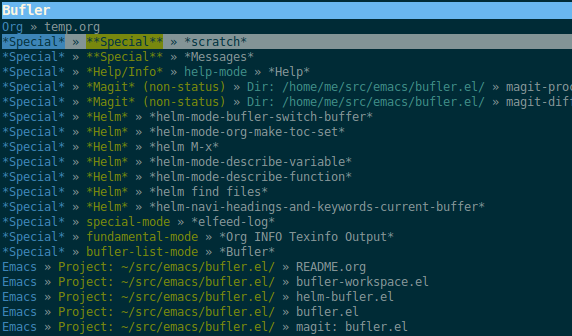 Bufler
Org » temp.org
*Special* » **Special** » *scratch*
*Special* » **Special** » *Messages*
*Special* » *Help/Info* » help-mode » *Help*
*Special* » *Magit* (non-status) » Dir: /home/me/src/emacs/bufler.el/ » magit-proc
*Special* » *Magit* (non-status) » Dir: /home/me/src/emacs/bufler.el/ » magit-diff
*Special* » *Helm* » *helm-mode-bufler-switch-buffer*
*Special* » *Helm* » *helm-mode-org-make-toc-set*
*Special* » *Helm* » *helm M-x*
*Special* » *Helm* » *helm-mode-describe-variable*
*Special* » *Helm* » *helm-mode-describe-function*
*Special* » *Helm* » *helm find files*
*Special* » *Helm* » *helm-navi-headings-and-keywords-current-buffer*
*Special* » special-mode » *elfeed-log*
*Special* » fundamental-mode » *Org INFO Texinfo Output*
*Special* » bufler-list-mode » *Bufler*
Emacs » Project: ~/src/emacs/bufler.el/ » README.org
Emacs » Project: ~/src/emacs/bufler.el/ » bufler-workspace.el
Emacs » Project: ~/src/emacs/bufler.el/ » helm-bufler.el
Emacs » Project: ~/src/emacs/bufler.el/ » bufler.el
Emacs » Project: ~/src/emacs/bufler.el/ » magit: bufler.el